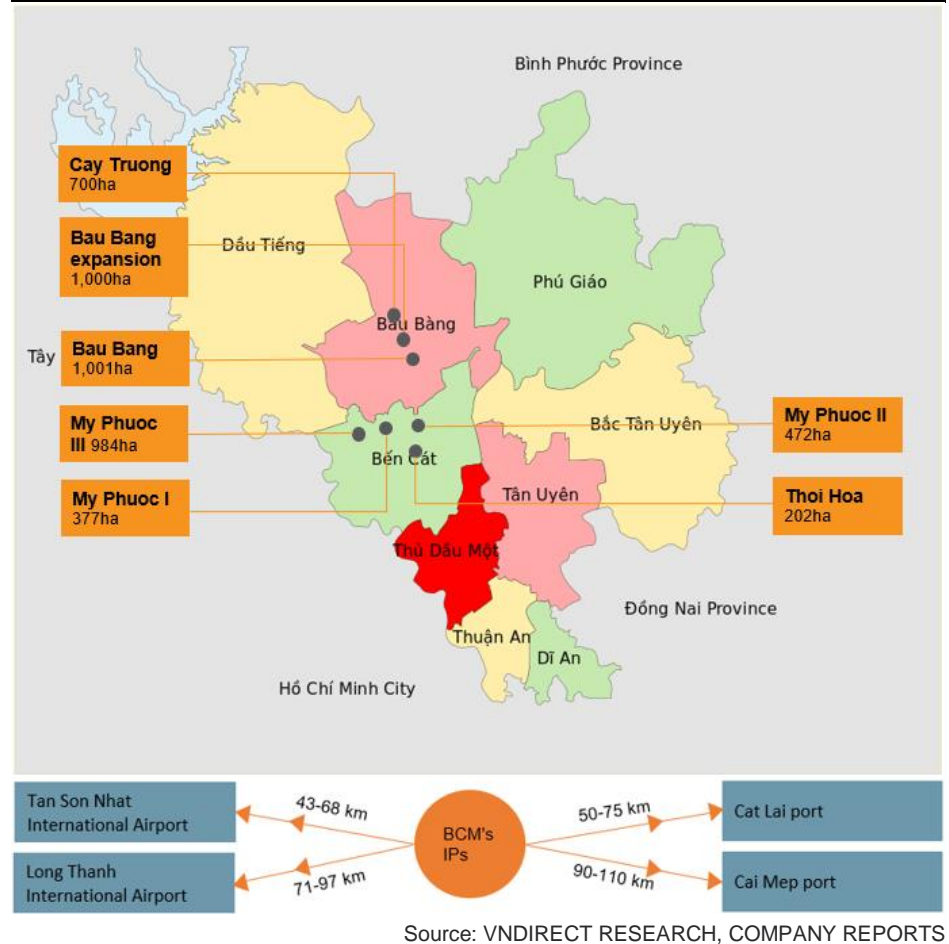 Bình Phước Province
Cay Truong
700ha
Bau Bang
expansion
1,000ha
Dầu Tiếng
Phú Giáo
Bàu Bàng
Tây
Bau Bang
1,001ha
My Phuoc
III 984ha
My Phuoc II
472ha
Bắc Tân Uyên
Bến Cát
My Phuoc I
377ha
Tân Uyên
Thoi Hoa
202ha
Thủ Dầu Một
Đồng Nai Province
Thuận An
Dĩ An
Hồ Chí Minh City
Tan Son Nhat
International Airport
43-68 km
BCM's
IPs
50-75 km
Cat Lai port
Long Thanh
International Airport
71-97 km
90-110 km
Cai Mep port
Source: VNDIRECT RESEARCH, COMPANY REPORTS